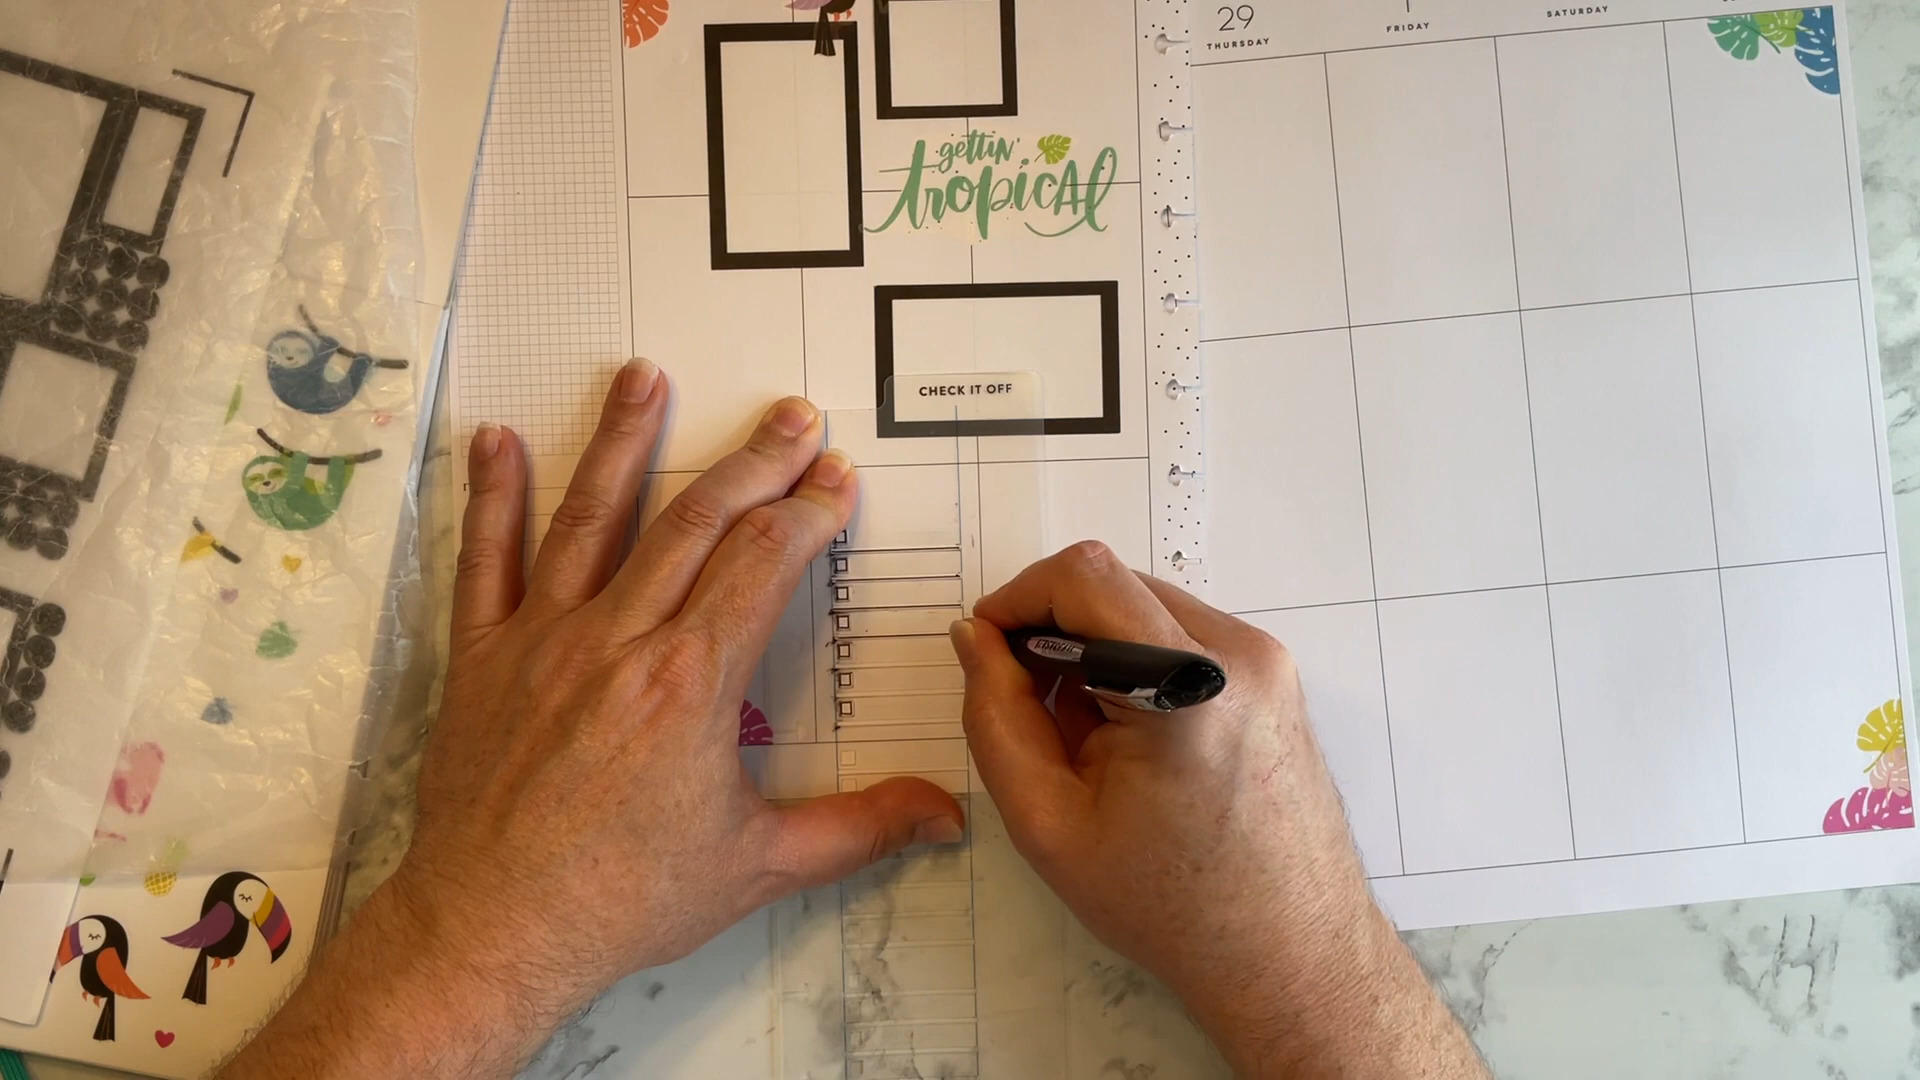 29
THURSDAY
FRIDAY
SATURDAY
gettin'
tropical
CHECK IT OFF